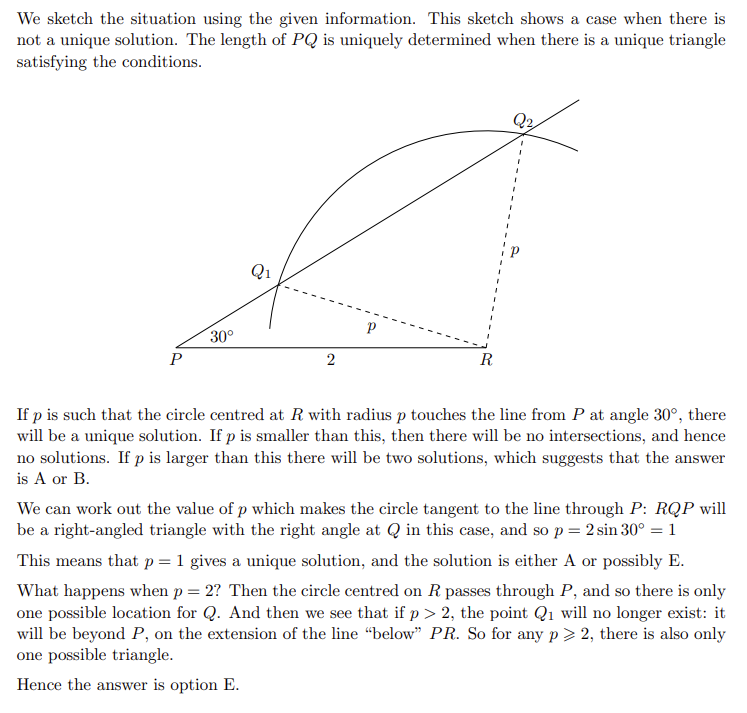 We sketch the situation using the given information. This sketch shows a case when there is
not a unique solution. The length of PQ is uniquely determined when there is a unique triangle
satisfying the conditions.
Q₂
p
Q₁
p
30°
P
2
R
If p is such that the circle centred at R with radius p touches the line from P at angle 30°, there
will be a unique solution. If p is smaller than this, then there will be no intersections, and hence
no solutions. If p is larger than this there will be two solutions, which suggests that the answer
is A or B.
We can work out the value of p which makes the circle tangent to the line through P: RQP will
be a right-angled triangle with the right angle at Q in this case, and so p = 2 sin 30° = 1
This means that p = 1 gives a unique solution, and the solution is either A or possibly E.
What happens when p = 2? Then the circle centred on R passes through P, and so there is only
one possible location for Q. And then we see that if p > 2, the point Q₁ will no longer exist: it
will be beyond P, on the extension of the line “below” PR. So for any p ⩾ 2, there is also only
one possible triangle.
Hence the answer is option E.